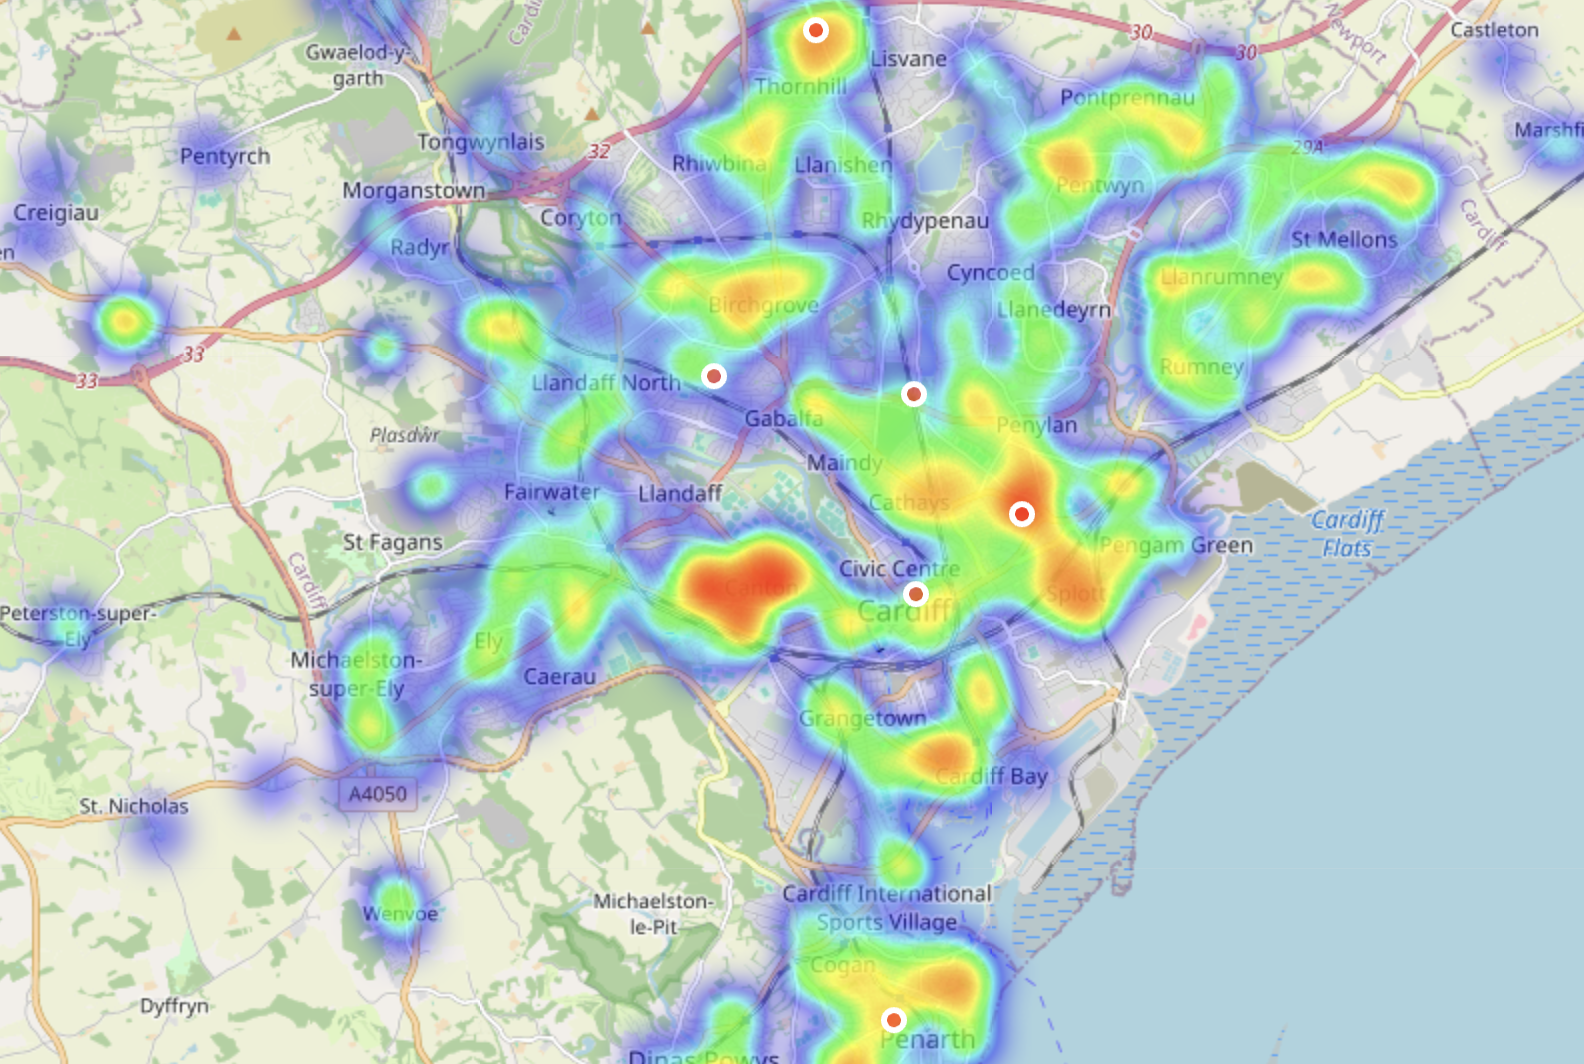 Castleton
Gwaelod-y-
garth
Cardiff
Lisvane
30
30
Newport
Thornhill
Pontprennau
Tongwynlais
32
Marshfi
29A
Pentyrch
Rhiwbina
Llanishen
Morganstown
Pentwyn
Creigiau
Coryton
Rhydypenau
Cardiff
en
Radyr
St Mellons
Cyncoed
Llanrumney
Birchgrove
Llanedeyrn
33
33
Rumney
Llandaff North
Gabalfa
Penylan
Plasdŵr
Maindy
Fairwater
Llandaff
Cathays
Cardiff
Flats
St Fagans
Pengam Green
Cardiff
Civic Centre
Canton
Splott
Cardiff
Peterston-super-
Ely
Ely
Michaelston-
super-Ely
Caerau
Grangetown
Cardiff Bay
A4050
St. Nicholas
Cardiff International
Sports Village
Michaelston-
le-Pit
Wenvoe
Cogan
Dyffryn
Penarth
Dinas Powys